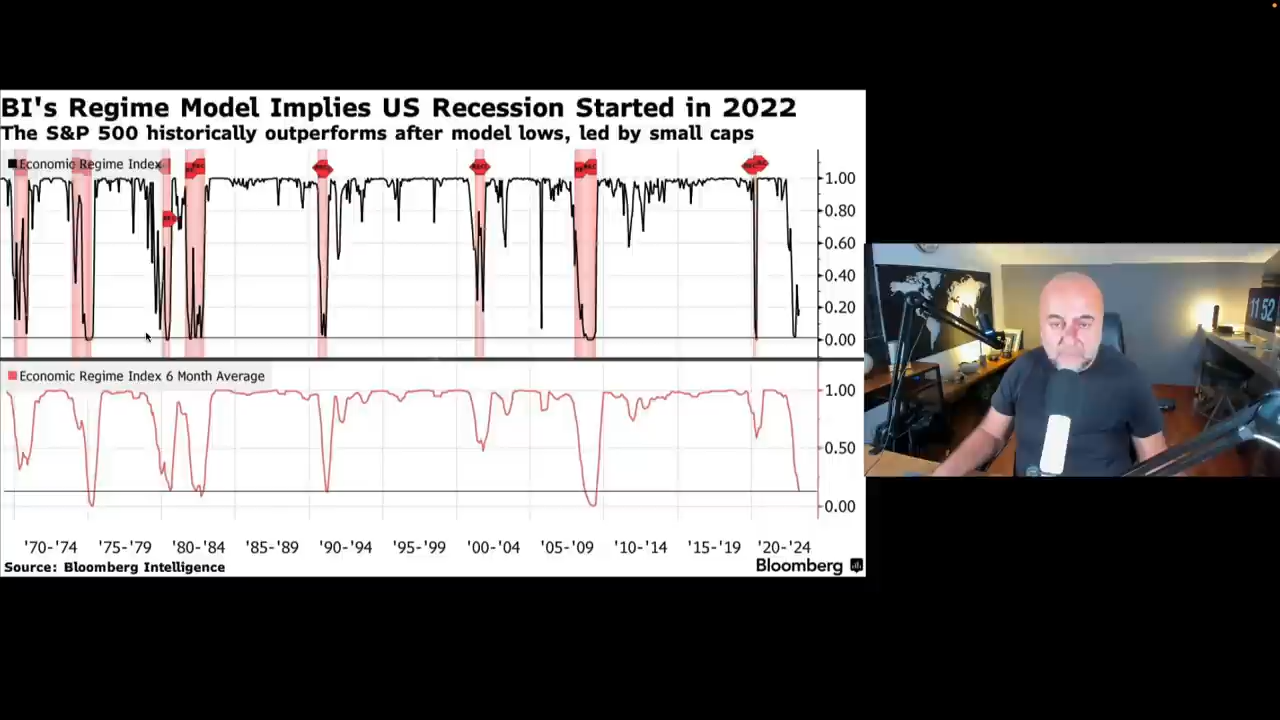 BI's Regime Model Implies US Recession Started in 2022
The S&P 500 historically outperforms after model lows, led by small caps
Economic Regime Index
1.00
0.80
0.60
0.40
0.20
0.00
Economic Regime Index 6 Month Average
1.00
0.50
0.00
'70-'74 '75-'79 '80-'84 '85-'89 '90-'94 '95-'99 '00-'04 '05-'09 '10-'14 '15-'19 '20-'24
Source: Bloomberg Intelligence
Bloomberg
11 52